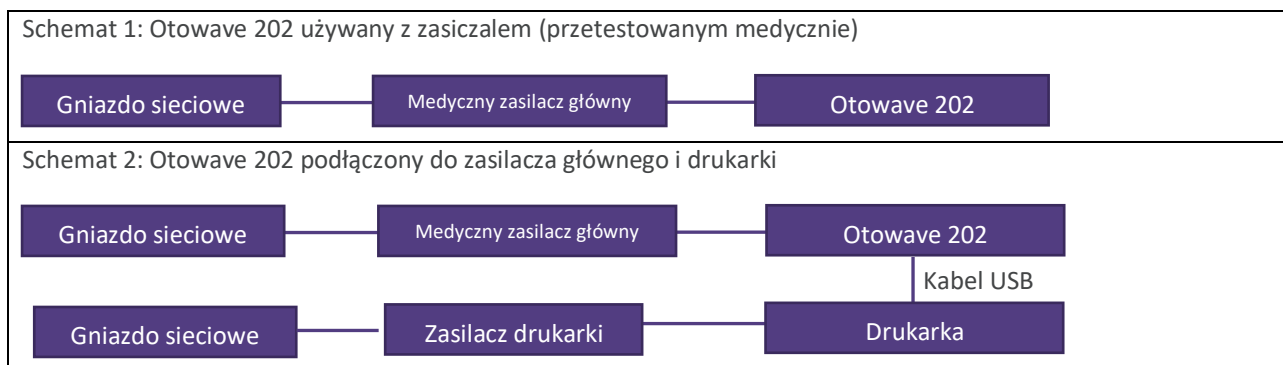 Schemat 1: Otowave 202 używany z zasiczalem (przetestowanym medycznie)
Gniazdo sieciowe
Medyczny zasilacz główny
Otowave 202
Schemat 2: Otowave 202 podłączony do zasilacza głównego i drukarki
Gniazdo sieciowe
Medyczny zasilacz główny
Otowave 202
Kabel USB
Gniazdo sieciowe
Zasilacz drukarki
Drukarka